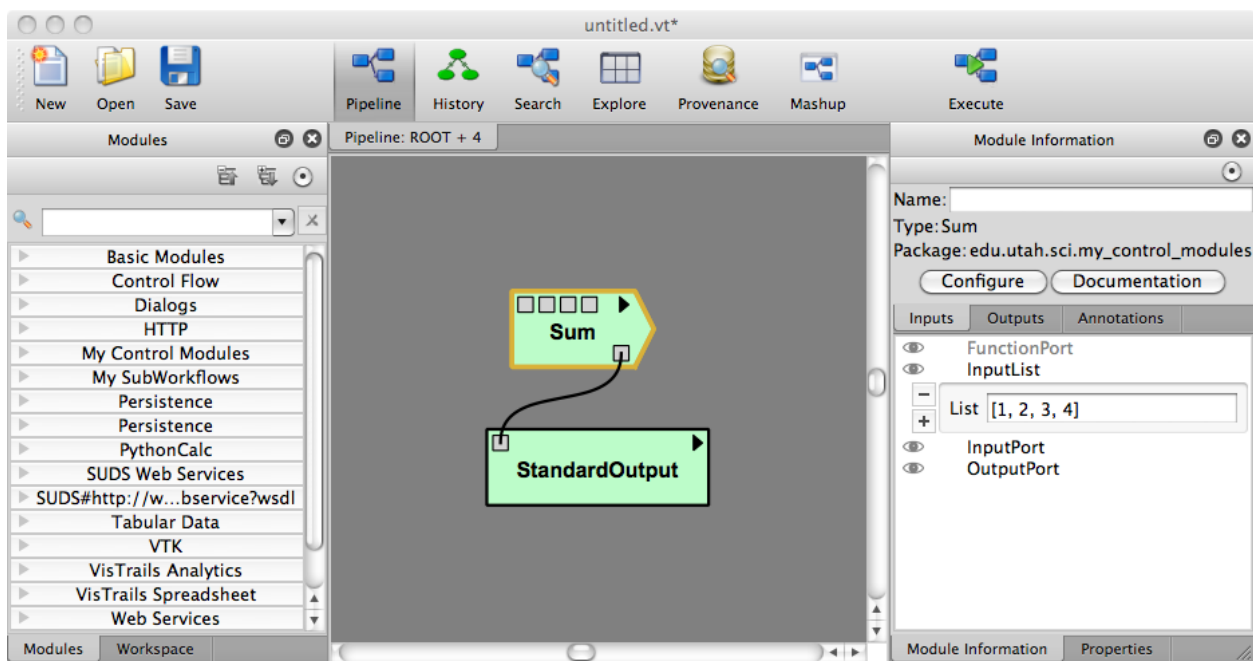 untitled.vt*
New Open Save Pipeline History Search Explore Provenance Mashup Execute
Modules
Pipeline: ROOT + 4
Module Information
Name:
Type: Sum
Package: edu.utah.sci.my_control_modules
Configure Documentation
Inputs Outputs Annotations
Basic Modules
Control Flow
Dialogs
HTTP
My Control Modules
My SubWorkflows
Persistence
Persistence
PythonCalc
SUDS Web Services
SUDS#http://w...bservice?wsdl
Tabular Data
VTK
VisTrails Analytics
VisTrails Spreadsheet
Web Services
Sum
StandardOutput
FunctionPort
InputList
List [1, 2, 3, 4]
InputPort
OutputPort
Modules Workspace
Module Information Properties